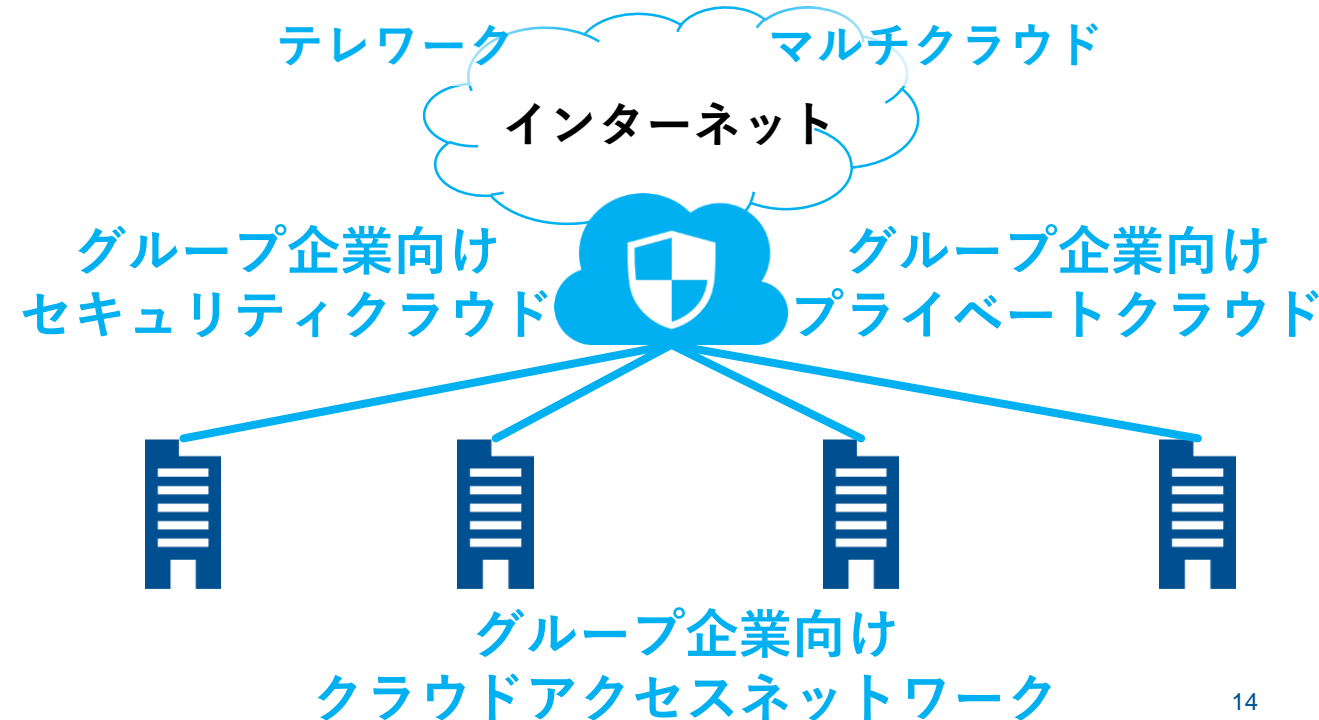 テレワーク
マルチクラウド
インターネット
グループ企業向け
セキュリティクラウド
グループ企業向け
プライベートクラウド
グループ企業向け
クラウドアクセスネットワーク
14